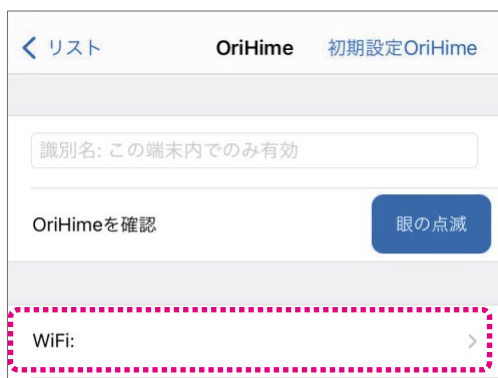 リスト OriHime 初期設定OriHime
識別名: この端末内でのみ有効
OriHimeを確認 眼の点滅
WiFi: